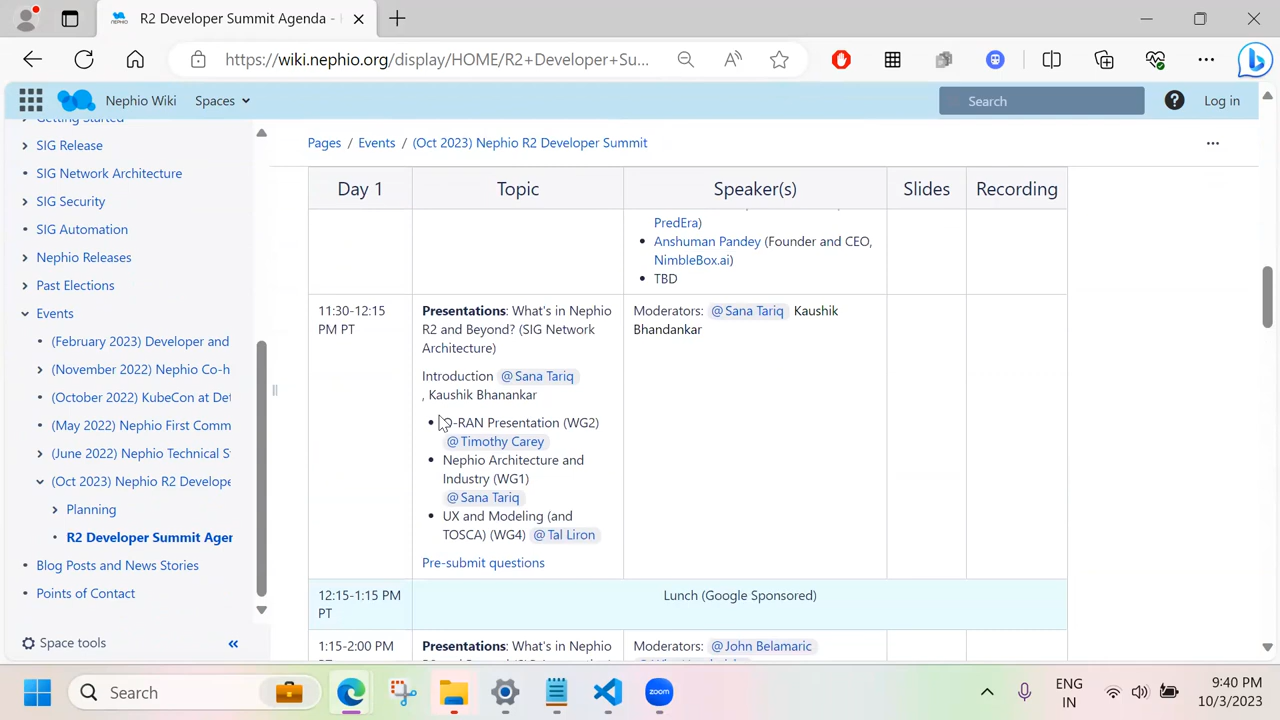 R2 Developer Summit Agenda -
https://wiki.nephio.org/display/HOME/R2+Developer+Su...
NEPHIO
Nephio Wiki
Spaces
Search
Log in
Getting Started
SIG Release
SIG Network Architecture
SIG Security
SIG Automation
Nephio Releases
Past Elections
Events
(February 2023) Developer and
(November 2022) Nephio Co-h
(October 2022) KubeCon at Det
(May 2022) Nephio First Comm
(June 2022) Nephio Technical S
(Oct 2023) Nephio R2 Develope
Planning
R2 Developer Summit Agen
Blog Posts and News Stories
Points of Contact
Space tools
Pages / Events / (Oct 2023) Nephio R2 Developer Summit
Day 1 Topic Speaker(s) Slides Recording
PredEra)
Anshuman Pandey (Founder and CEO,
NimbleBox.ai)
TBD
11:30-12:15
PM PT
Presentations: What's in Nephio
R2 and Beyond? (SIG Network
Architecture)
Introduction @Sana Tariq
, Kaushik Bhanankar
O-RAN Presentation (WG2)
@Timothy Carey
Nephio Architecture and
Industry (WG1)
@Sana Tariq
UX and Modeling (and
TOSCA) (WG4) @Tal Liron
Pre-submit questions
Moderators: @Sana Tariq Kaushik
Bhandankar
12:15-1:15 PM
PT
Lunch (Google Sponsored)
1:15-2:00 PM
Presentations: What's in Nephio
Moderators: @John Belamaric
Search
ENG
IN
9:40 PM
10/3/2023